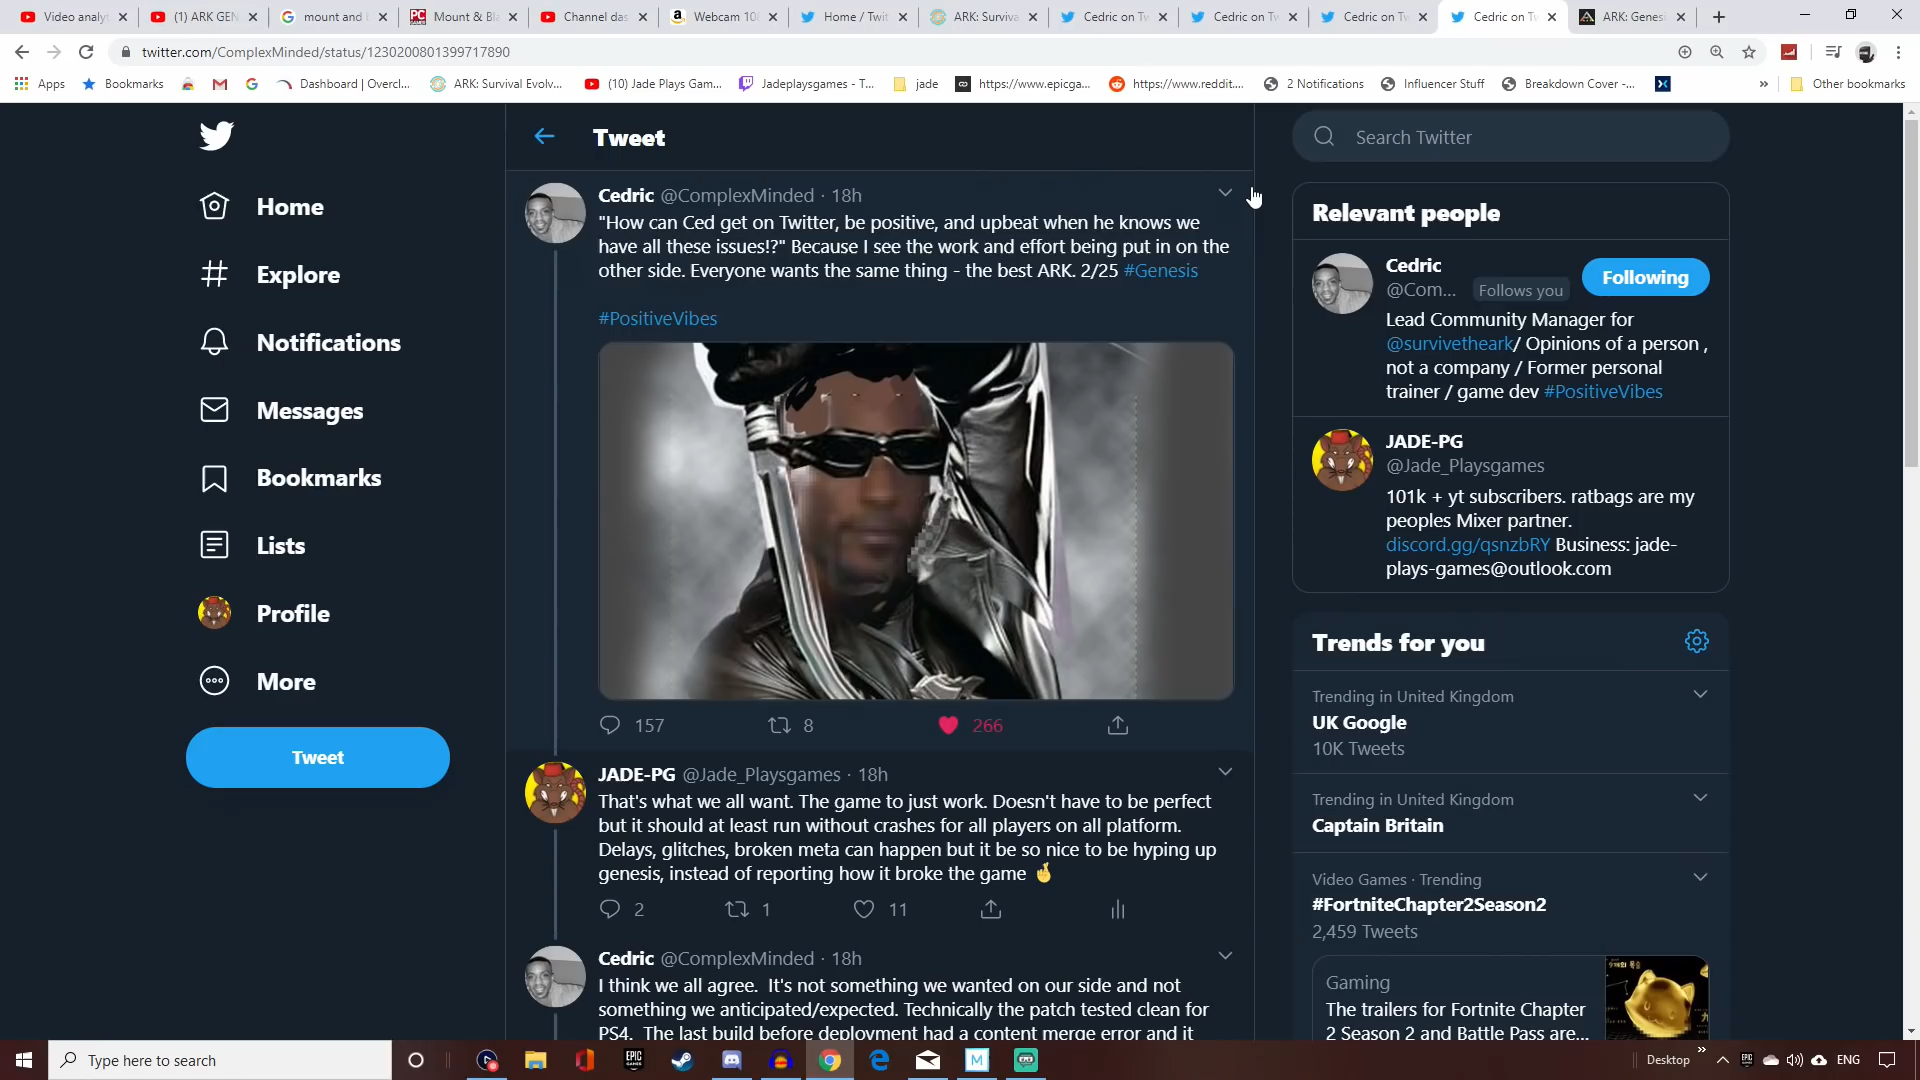 Video analyt
(1) ARK GEN
mount and
Mount & Bla
Channel das
Webcam 108
Home / Twit
ARK: Surviva
Cedric on Tw
Cedric on Tw
Cedric on Tw
Cedric on Tw
ARK: Genesi
twitter.com/ComplexMinded/status/1230200801399717890
Apps
Bookmarks
Dashboard | Overcl...
ARK: Survival Evolv...
(10) Jade Plays Gam...
Jadeplaysgames - T...
jade
https://www.epicga...
https://www.reddit....
2 Notifications
Influencer Stuff
Breakdown Cover -...
»
Other bookmarks
Tweet
Search Twitter
Home
Explore
Notifications
Messages
Bookmarks
Lists
Profile
More
Tweet
Cedric @ComplexMinded · 18h
"How can Ced get on Twitter, be positive, and upbeat when he knows we
have all these issues!?" Because I see the work and effort being put in on the
other side. Everyone wants the same thing - the best ARK. 2/25 #Genesis
#PositiveVibes
157 8 266
JADE-PG @Jade_Playsgames · 18h
That's what we all want. The game to just work. Doesn't have to be perfect
but it should at least run without crashes for all players on all platform.
Delays, glitches, broken meta can happen but it be so nice to be hyping up
genesis, instead of reporting how it broke the game 🤞
2 1 11
Cedric @ComplexMinded · 18h
I think we all agree. It's not something we wanted on our side and not
something we anticipated/expected. Technically the patch tested clean for
PS4. The last build before deployment had a content merge error and it
Relevant people
Cedric
@Com... Follows you
Following
Lead Community Manager for
@survivetheark/ Opinions of a person ,
not a company / Former personal
trainer / game dev #PositiveVibes
JADE-PG
@Jade_Playsgames
101k + yt subscribers. ratbags are my
peoples Mixer partner.
discord.gg/qsnzbRY Business: jade-
plays-games@outlook.com
Trends for you
Trending in United Kingdom
UK Google
10K Tweets
Trending in United Kingdom
Captain Britain
Video Games · Trending
#FortniteChapter2Season2
2,459 Tweets
Gaming
The trailers for Fortnite Chapter
2 Season 2 and Battle Pass are...
Type here to search
EPIC
M
Desktop
»
ENG